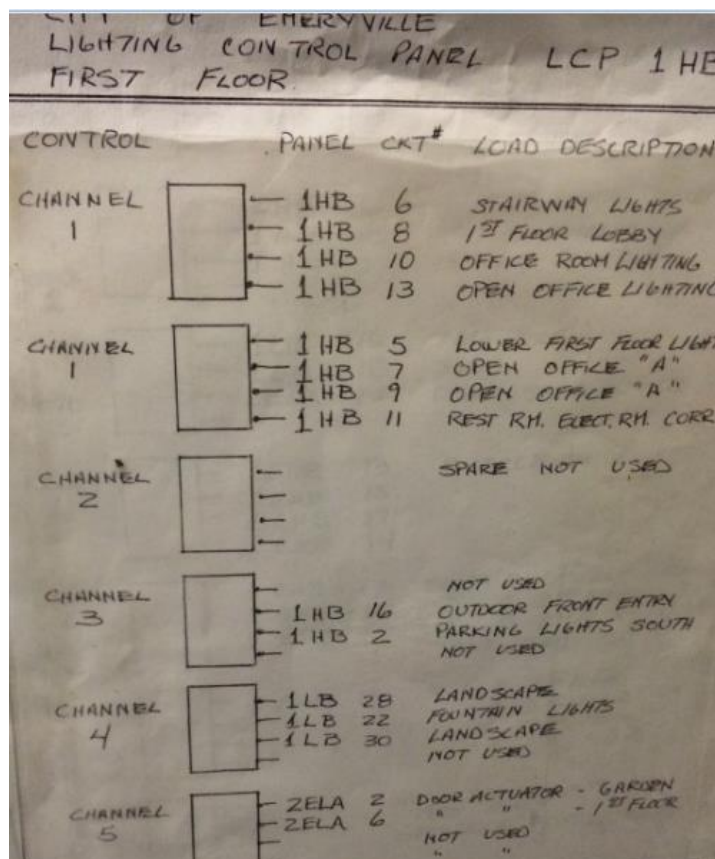 CITY OF EMERYVILLE
LIGHTING CONTROL PANEL LCP 1HB
FIRST FLOOR
CONTROL PANEL CKT# LOAD DESCRIPTION
CHANNEL 1HB 6 STAIRWAY LIGHTS
1 1HB 8 1ST FLOOR LOBBY
1HB 10 OFFICE ROOM LIGHTING
1HB 13 OPEN OFFICE LIGHTING
CHANNEL 1HB 5 LOWER FIRST FLOOR LIGHT
1 1HB 7 OPEN OFFICE "A"
1HB 9 OPEN OFFICE "A"
1HB 11 REST RM. ELECT. RM. CORR
CHANNEL SPARE NOT USED
2
NOT USED
CHANNEL 1HB 16 OUTDOOR FRONT ENTRY
3 1HB 2 PARKING LIGHTS SOUTH
NOT USED
CHANNEL 1LB 28 LANDSCAPE
4 1LB 22 FOUNTAIN LIGHTS
1LB 30 LANDSCAPE
NOT USED
CHANNEL 2ELA 2 DOOR ACTUATOR - GARDEN
5 2ELA 6 " " - 1ST FLOOR
NOT USED
" "